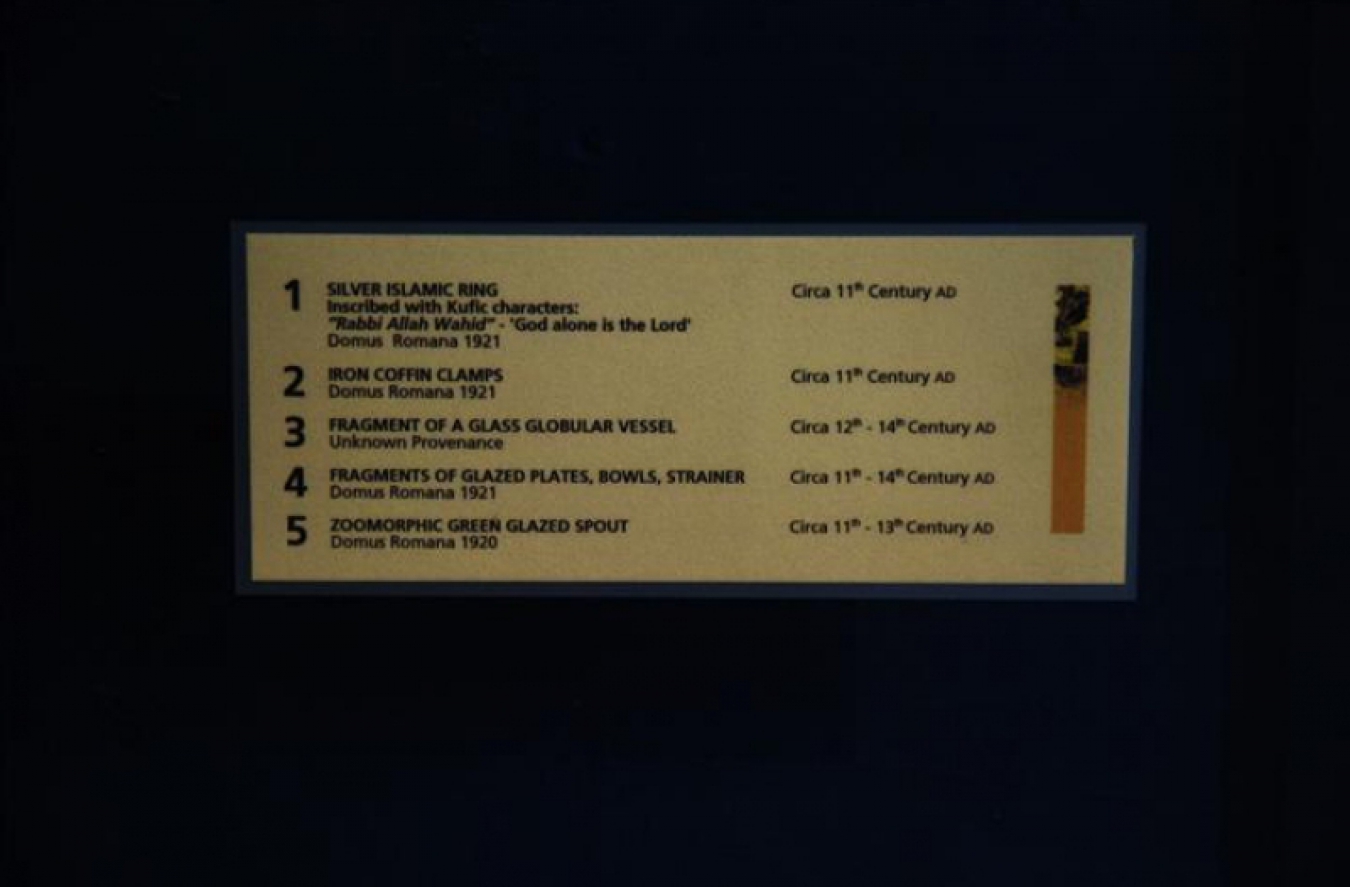 1 SILVER ISLAMIC RING Circa 11th Century AD
Inscribed with Kufic characters:
"Rabbi Allah Wahid" - 'God alone is the Lord'
Domus Romana 1921
2 IRON COFFIN CLAMPS Circa 11th Century AD
Domus Romana 1921
3 FRAGMENT OF A GLASS GLOBULAR VESSEL Circa 12th - 14th Century AD
Unknown Provenance
4 FRAGMENTS OF GLAZED PLATES, BOWLS, STRAINER Circa 11th - 14th Century AD
Domus Romana 1921
5 ZOOMORPHIC GREEN GLAZED SPOUT Circa 11th - 13th Century AD
Domus Romana 1920